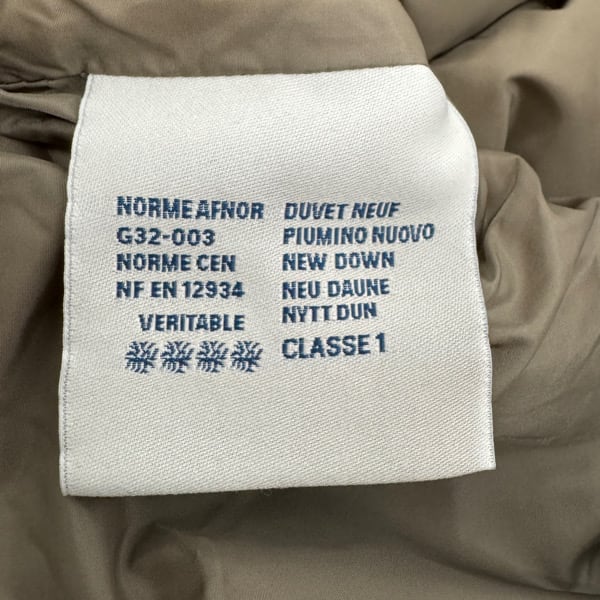 NORME AFNOR
G32-003
NORME CEN
NF EN 12934
VERITABLE
DUVET NEUF
PIUMINO NUOVO
NEW DOWN
NEU DAUNE
NYTT DUN
CLASSE 1